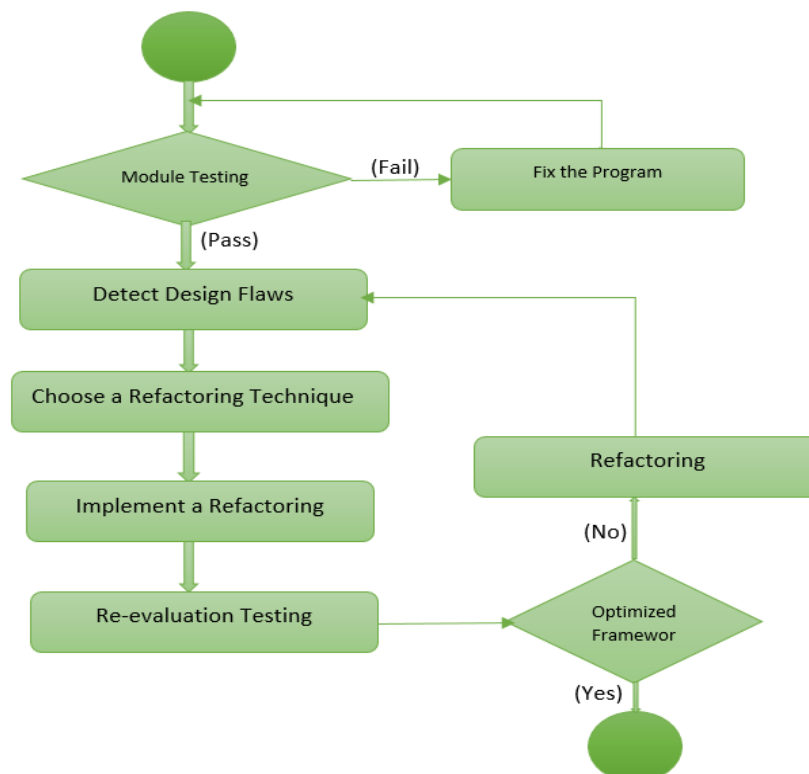 Module Testing
(Fail)
Fix the Program
(Pass)
Detect Design Flaws
Choose a Refactoring Technique
Implement a Refactoring
Re-evaluation Testing
Refactoring
(No)
Optimized
Framewor
(Yes)